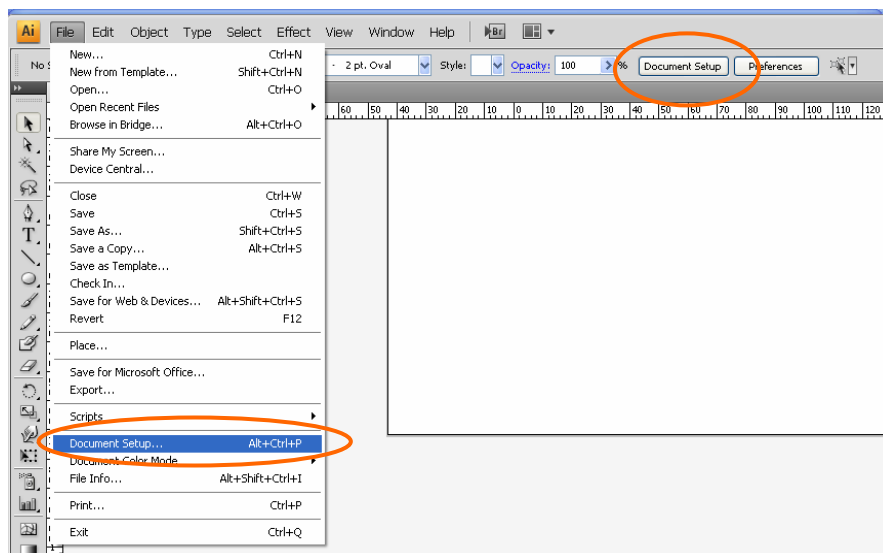 Ai File Edit Object Type Select Effect View Window Help Br
2 pt. Oval Style: Opacity: 100 % Document Setup Preferences
60 50 40 30 20 10 0 10 20 30 40 50 60 70 80 90 100 110 120
New... Ctrl+N
New from Template... Shift+Ctrl+N
Open... Ctrl+O
Open Recent Files
Browse in Bridge... Alt+Ctrl+O
Share My Screen...
Device Central...
Close Ctrl+W
Save Ctrl+S
Save As... Shift+Ctrl+S
Save a Copy... Alt+Ctrl+S
Save as Template...
Check In...
Save for Web & Devices... Alt+Shift+Ctrl+S
Revert F12
Place...
Save for Microsoft Office...
Export...
Scripts
Document Setup... Alt+Ctrl+P
Document Color Mode
File Info... Alt+Shift+Ctrl+I
Print... Ctrl+P
Exit Ctrl+Q